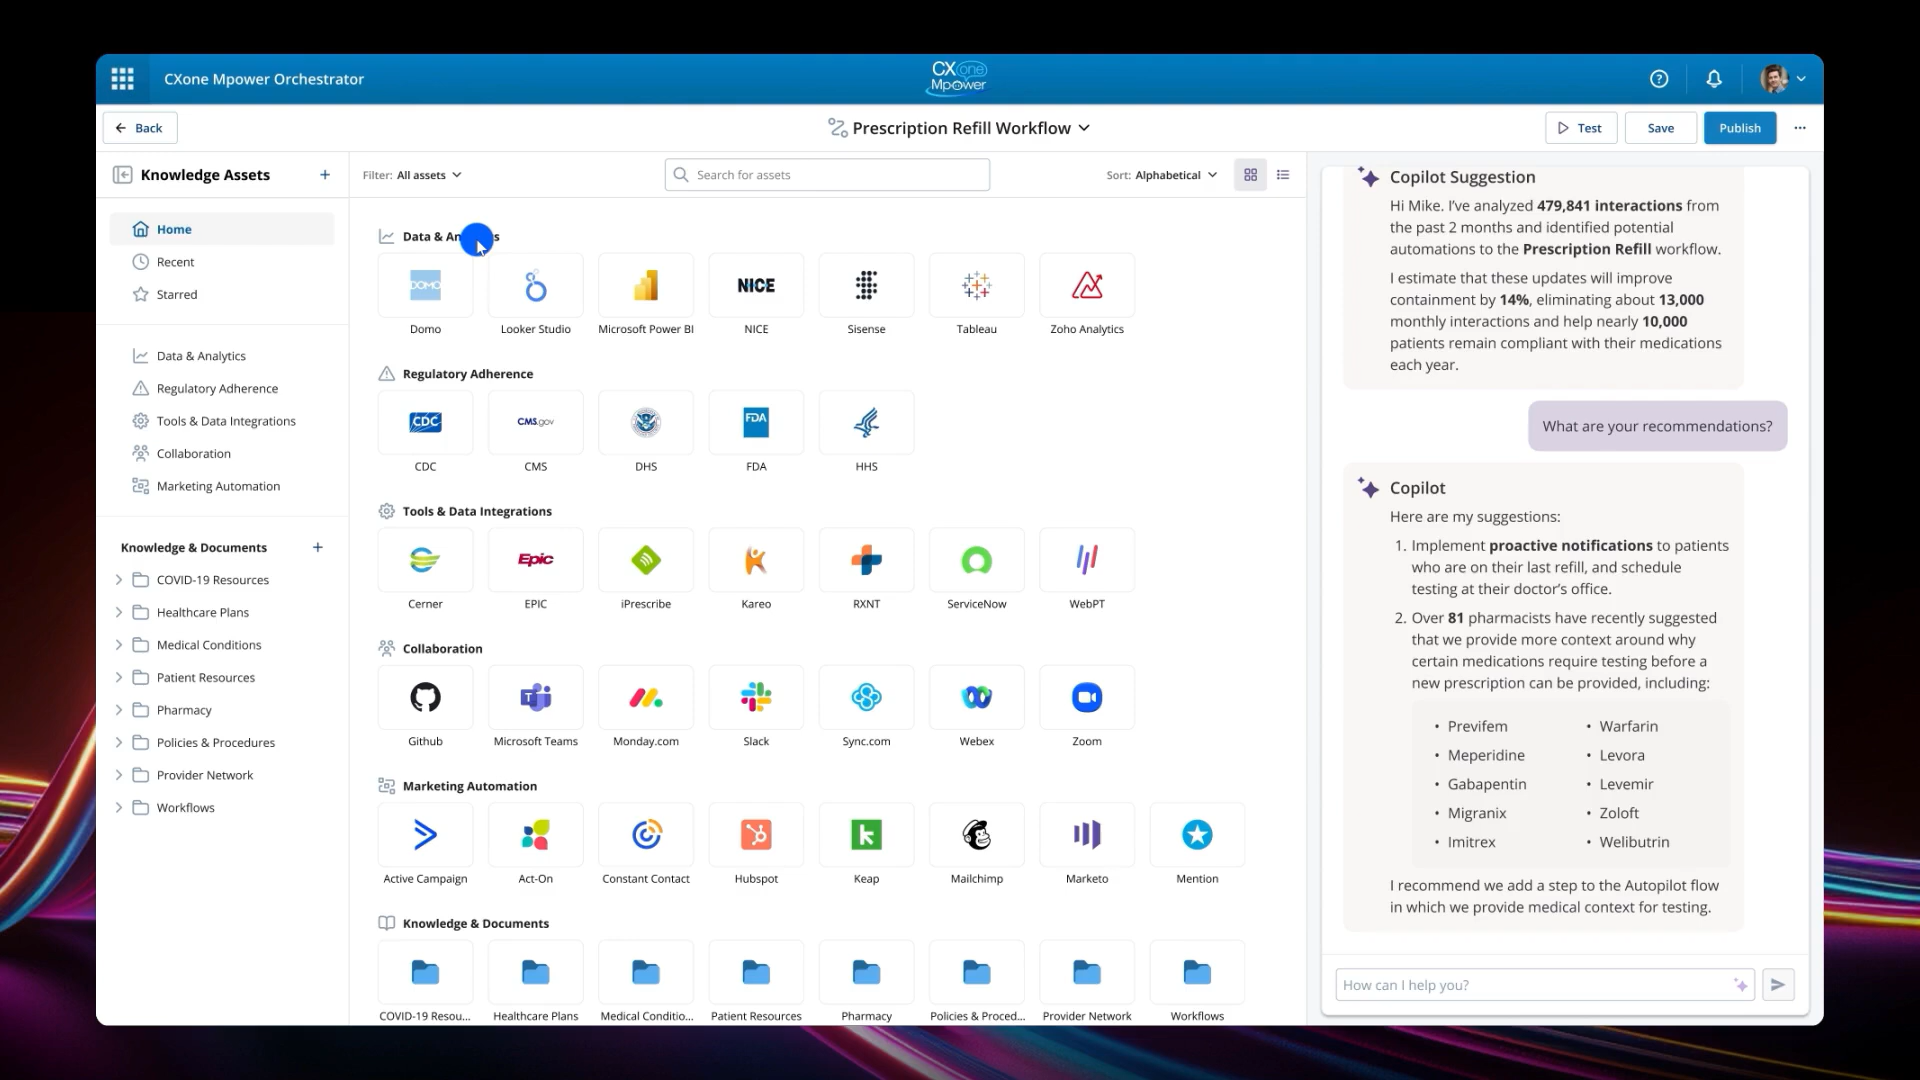 CXone Mpower Orchestrator
CXone
Mpower
Back
Prescription Refill Workflow
Test
Save
Publish
Knowledge Assets
Filter: All assets
Search for assets
Sort: Alphabetical
Home
Recent
Starred
Data & Analytics
Regulatory Adherence
Tools & Data Integrations
Collaboration
Marketing Automation
Knowledge & Documents
COVID-19 Resources
Healthcare Plans
Medical Conditions
Patient Resources
Pharmacy
Policies & Procedures
Provider Network
Workflows
Data & An
DOMO
NICE
Domo
Looker Studio
Microsoft Power BI
NICE
Sisense
Tableau
Zoho Analytics
Regulatory Adherence
CDC
CMS.gov
FDA
CDC
CMS
DHS
FDA
HHS
Tools & Data Integrations
Epic
Cerner
EPIC
iPrescribe
Kareo
RXNT
ServiceNow
WebPT
Collaboration
Github
Microsoft Teams
Monday.com
Slack
Sync.com
Webex
Zoom
Marketing Automation
k
Active Campaign
Act-On
Constant Contact
Hubspot
Keap
Mailchimp
Marketo
Mention
Knowledge & Documents
COVID-19 Resou...
Healthcare Plans
Medical Conditio...
Patient Resources
Pharmacy
Policies & Proced...
Provider Network
Workflows
Copilot Suggestion
Hi Mike. I've analyzed 479,841 interactions from
the past 2 months and identified potential
automations to the Prescription Refill workflow.
I estimate that these updates will improve
containment by 14%, eliminating about 13,000
monthly interactions and help nearly 10,000
patients remain compliant with their medications
each year.
What are your recommendations?
Copilot
Here are my suggestions:
1. Implement proactive notifications to patients
who are on their last refill, and schedule
testing at their doctor's office.
2. Over 81 pharmacists have recently suggested
that we provide more context around why
certain medications require testing before a
new prescription can be provided, including:
• Previfem
• Meperidine
• Gabapentin
• Migranix
• Imitrex
• Warfarin
• Levora
• Levemir
• Zoloft
• Welibutrin
I recommend we add a step to the Autopilot flow
in which we provide medical context for testing.
How can I help you?